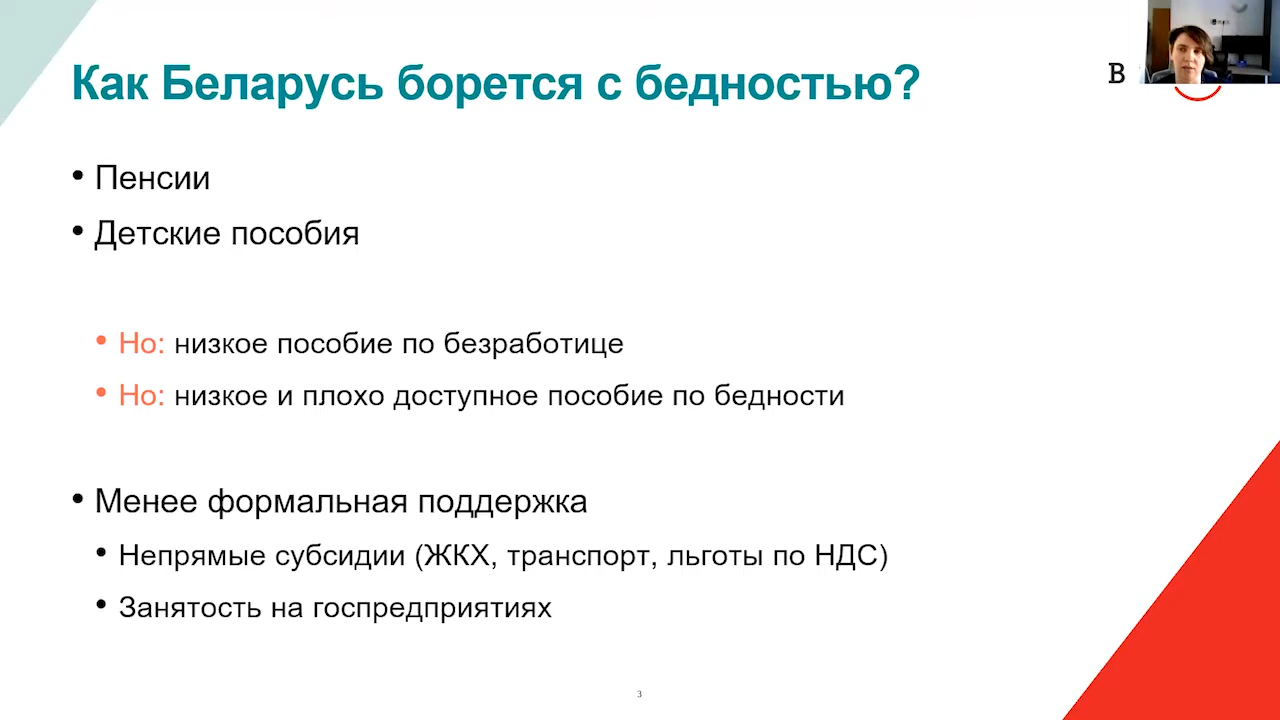 Как Беларусь борется с бедностью?
B
• Пенсии
• Детские пособия
• Но: низкое пособие по безработице
• Но: низкое и плохо доступное пособие по бедности
• Менее формальная поддержка
• Непрямые субсидии (ЖКХ, транспорт, льготы по НДС)
• Занятость на госпредприятиях
3